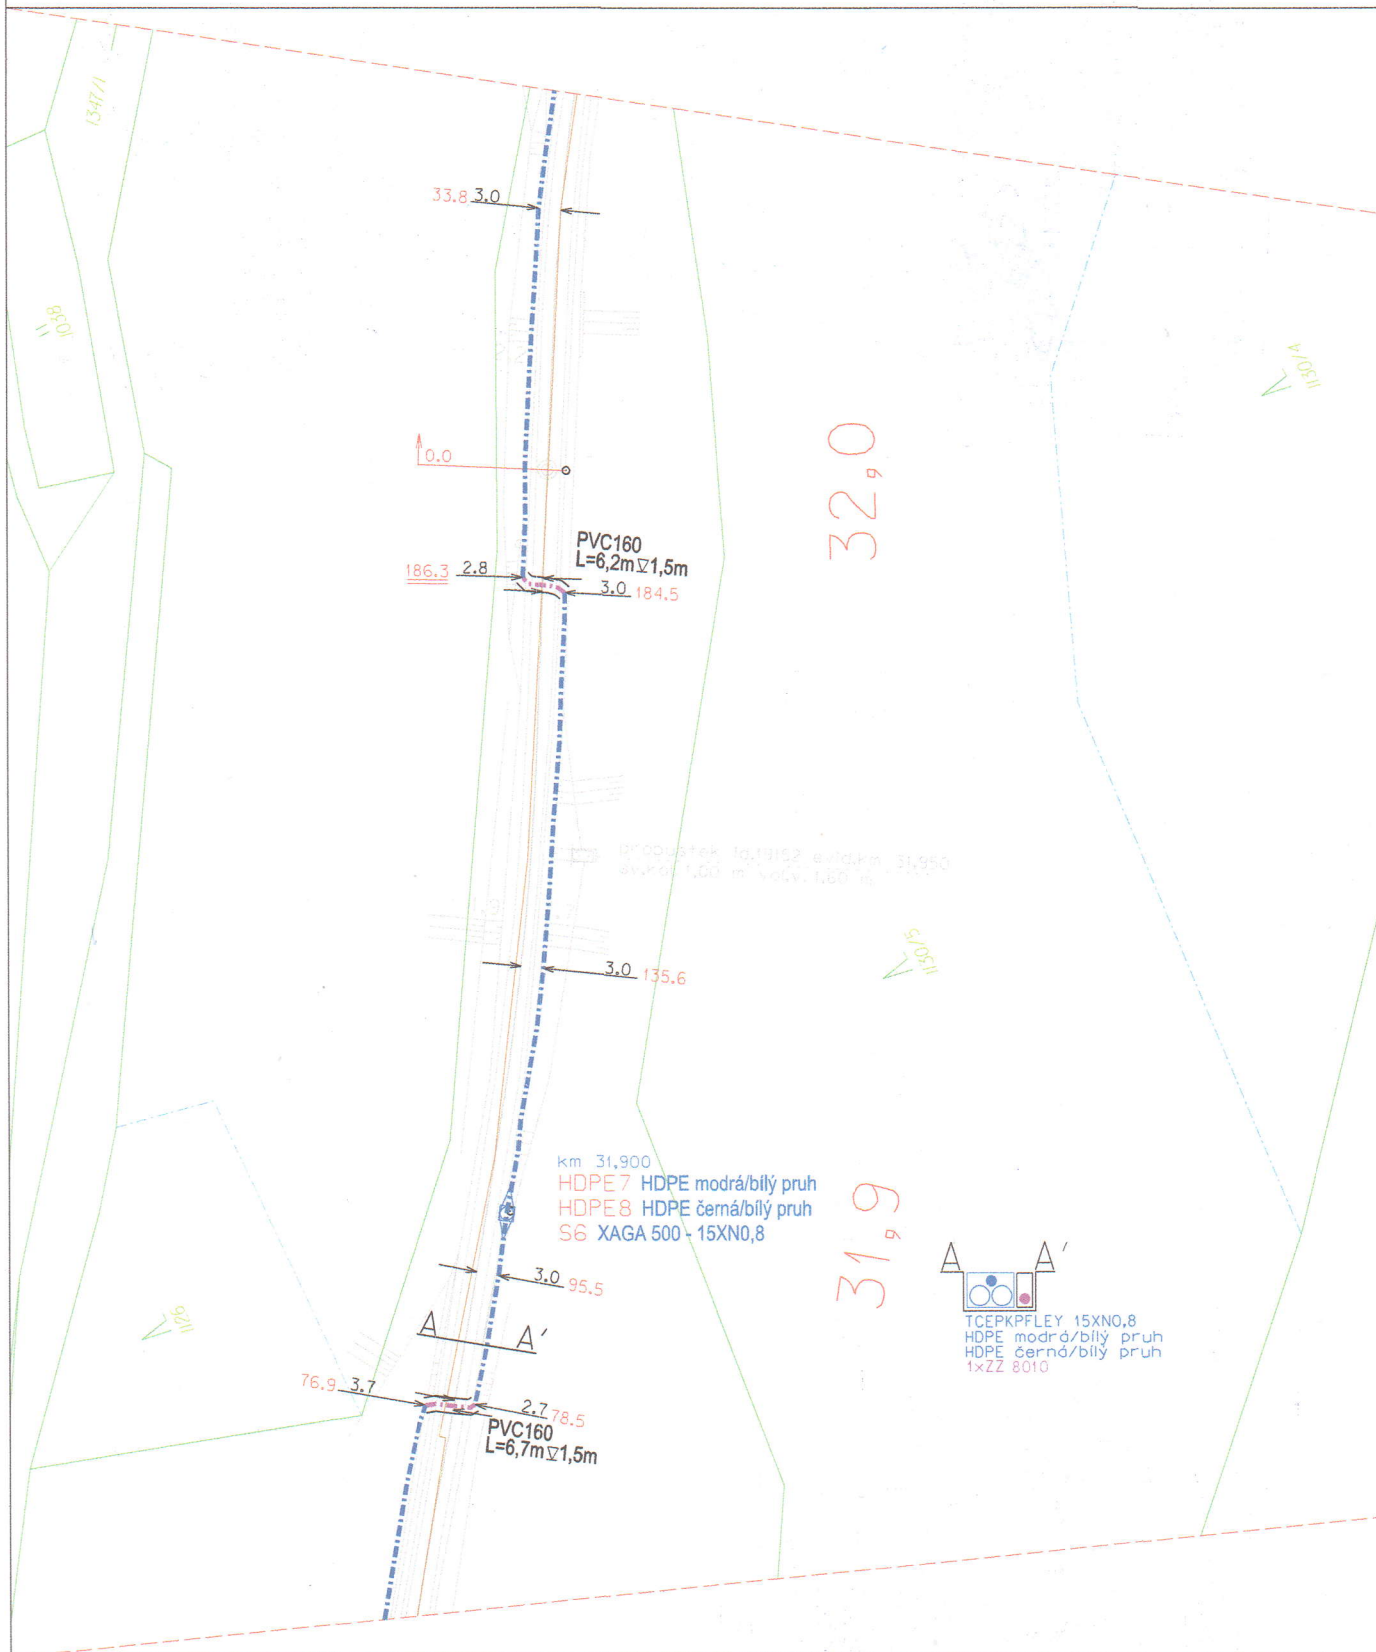 1347/1
33.8 3.0
1038
1130/4
0.0
32,0
PVC160
L=6,2m 1,5m
186.3 2.8
3.0 184.5
31,950
1130/5
3.0 135.6
km 31,900
HDPE7 HDPE modrá/bílý pruh
HDPE8 HDPE černá/bílý pruh
S6 XAGA 500 - 15XN0,8
31,9
3.0 95.5
A A'
A A'
TCEPKPFLEY 15XN0,8
HDPE modrá/bílý pruh
HDPE černá/bílý pruh
1xZZ 8010
1126
76.9 3.7
2.7 78.5
PVC160
L=6,7m 1,5m